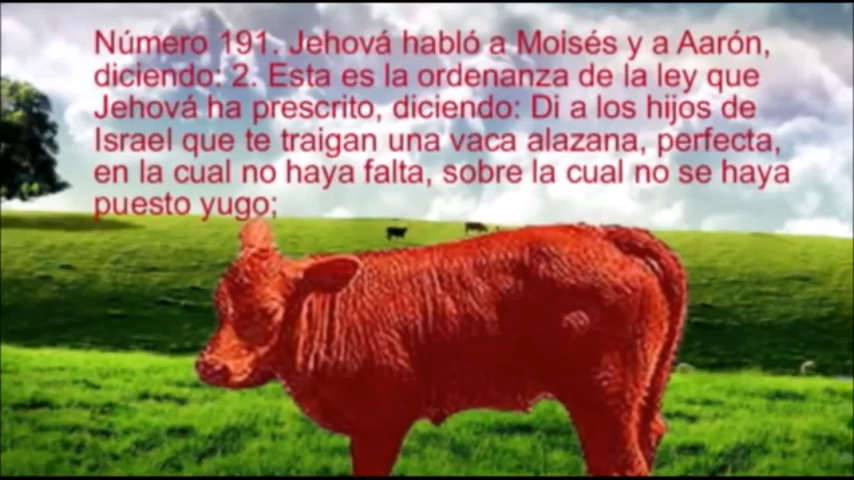 Número 191. Jehová habló a Moisés y a Aarón,
diciendo: 2. Esta es la ordenanza de la ley que
Jehová ha prescrito, diciendo: Di a los hijos de
Israel que te traigan una vaca alazana, perfecta,
en la cual no haya falta, sobre la cual no se haya
puesto yugo;